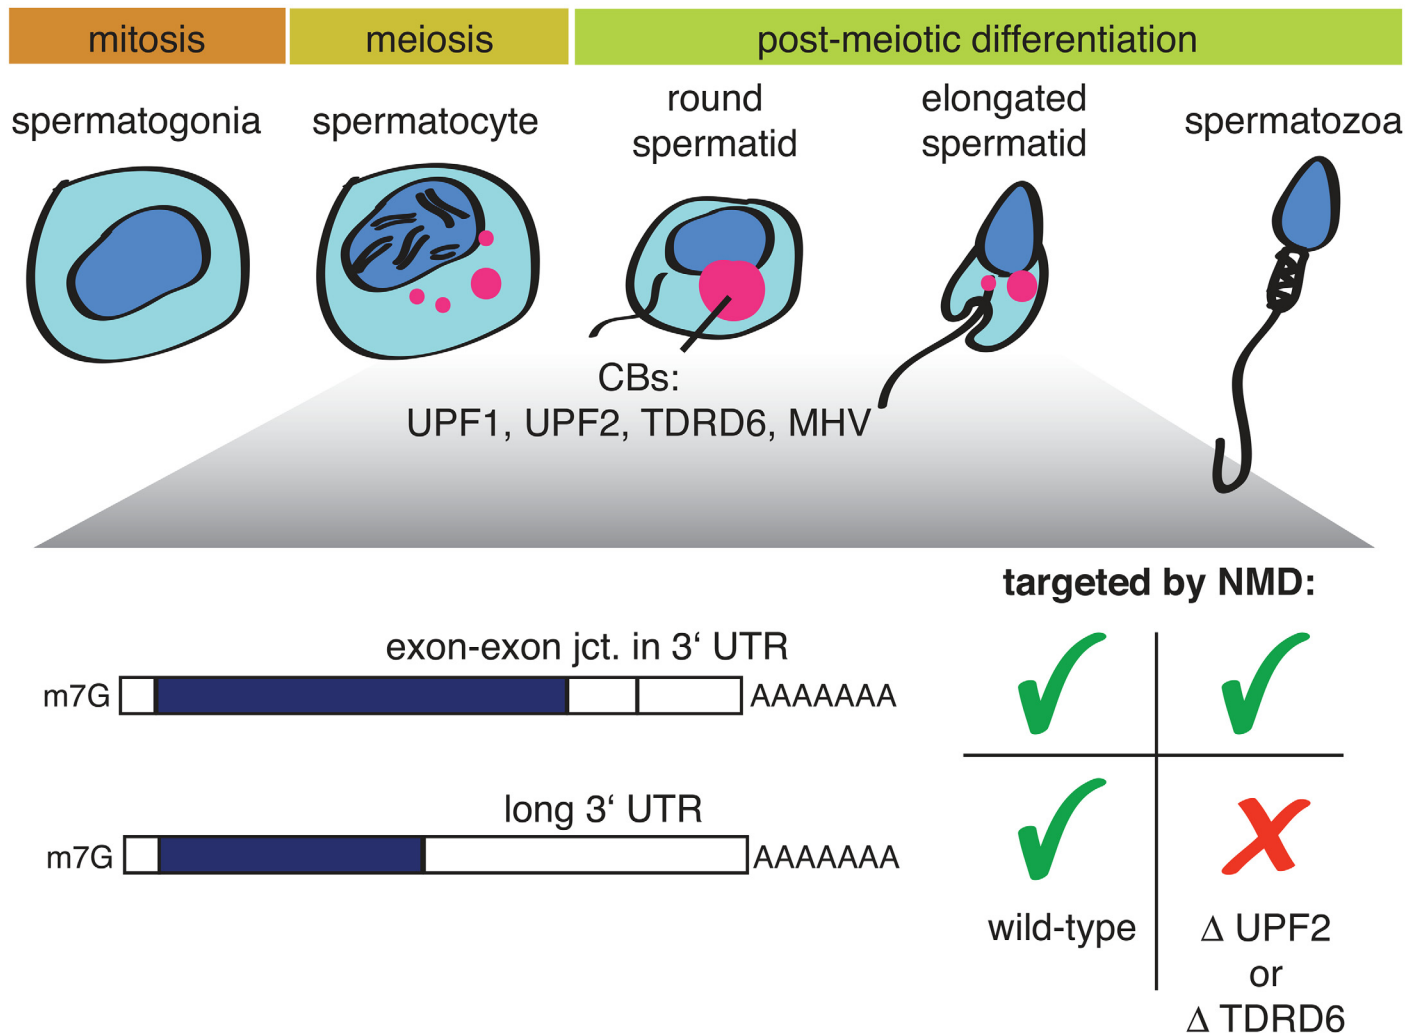 mitosis
meiosis
post-meiotic differentiation
spermatogonia
spermatocyte
round
spermatid
elongated
spermatid
spermatozoa
CBs:
UPF1, UPF2, TDRD6, MHV
targeted by NMD:
exon-exon jct. in 3‘ UTR
m7G
AAAAAAA
long 3‘ UTR
m7G
AAAAAAA
wild-type
Δ UPF2
or
Δ TDRD6